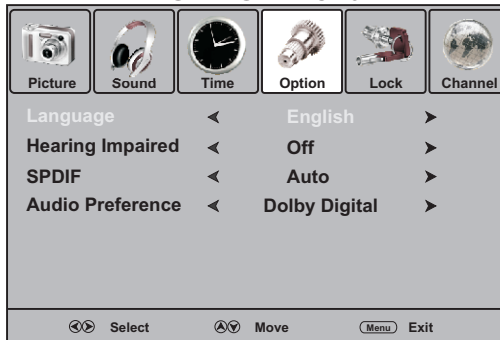 Picture Sound Time Option Lock Channel
Language English
Hearing Impaired Off
SPDIF Auto
Audio Preference Dolby Digital
Select Move Menu Exit